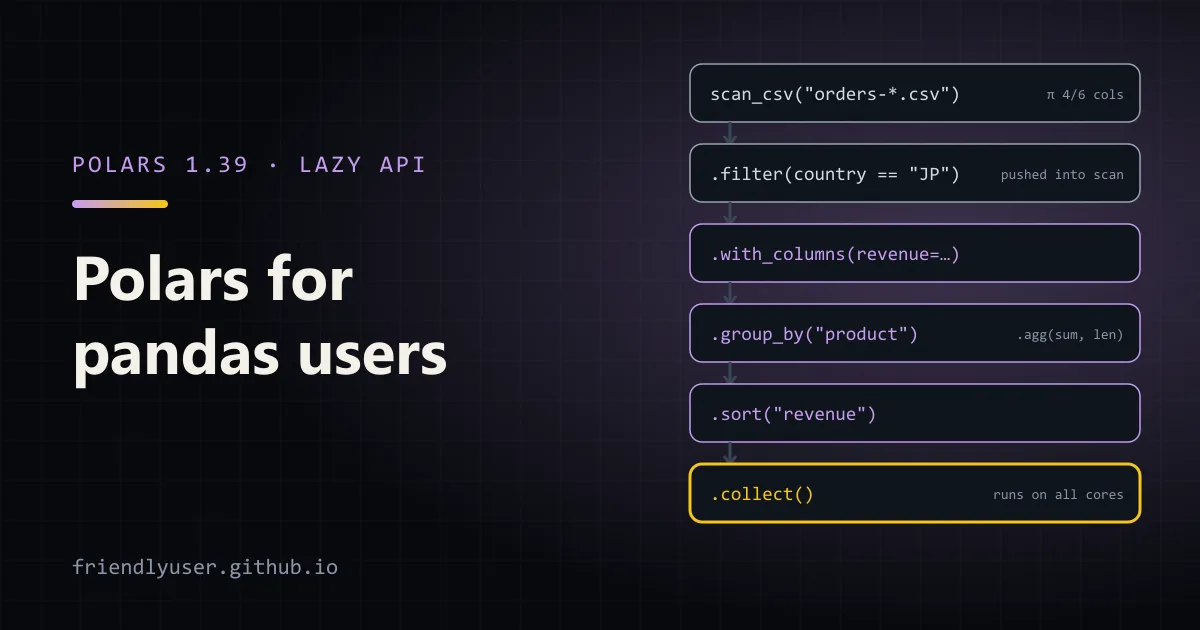 POLARS 1.39 · LAZY API
Polars for
pandas users
friendlyuser.github.io
scan_csv("orders-*.csv")
π 4/6 cols
.filter(country == "JP")
pushed into scan
.with_columns(revenue=…)
.group_by("product")
.agg(sum, len)
.sort("revenue")
.collect()
runs on all cores